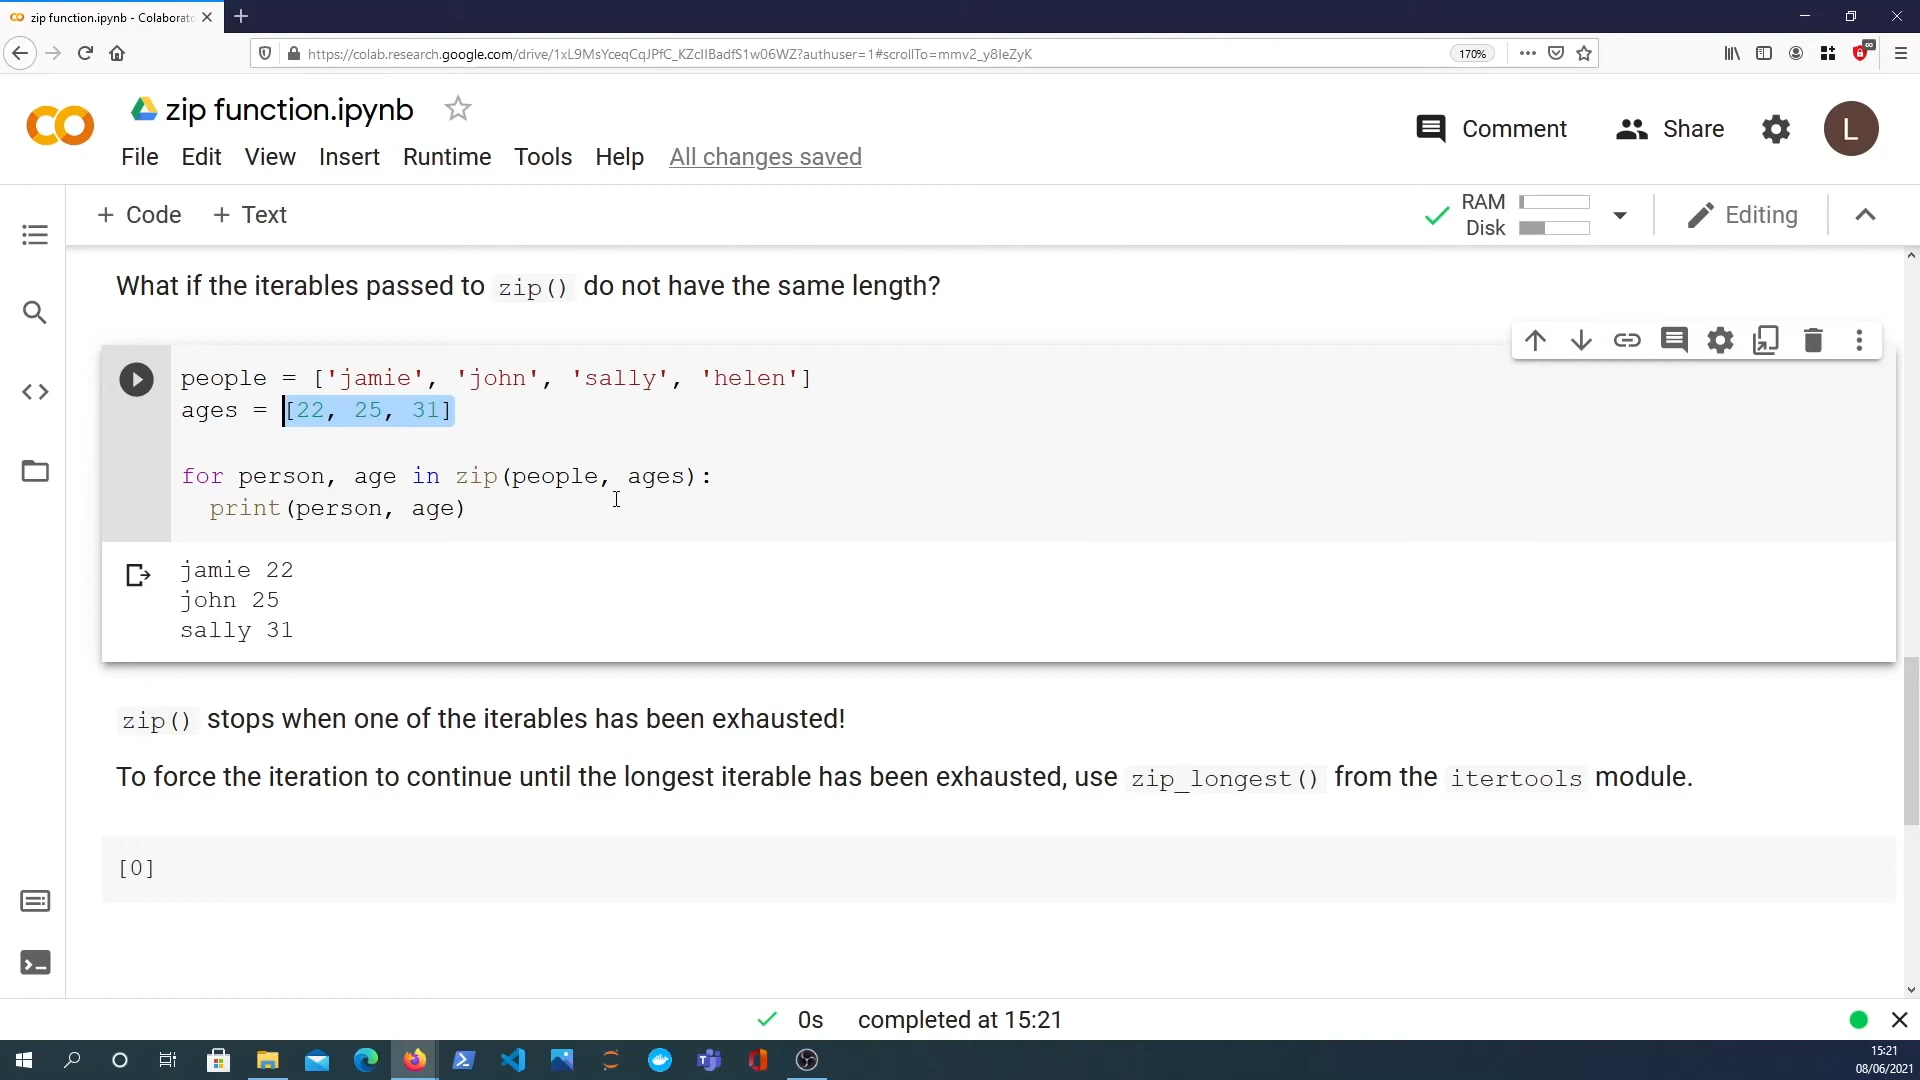 zip function.ipynb - Colaborato
https://colab.research.google.com/drive/1xL9MsYceqCqJPfC_KZclIBadfS1w06WZ?authuser=1#scrollTo=mmv2_y8IeZyK
170%
zip function.ipynb
File Edit View Insert Runtime Tools Help All changes saved
Comment
Share
L
+ Code + Text
RAM
Disk
Editing
What if the iterables passed to zip() do not have the same length?
people = ['jamie', 'john', 'sally', 'helen']
ages = [22, 25, 31]
for person, age in zip(people, ages):
print(person, age)
jamie 22
john 25
sally 31
zip() stops when one of the iterables has been exhausted!
To force the iteration to continue until the longest iterable has been exhausted, use zip_longest() from the itertools module.
[0]
0s completed at 15:21
15:21
08/06/2021